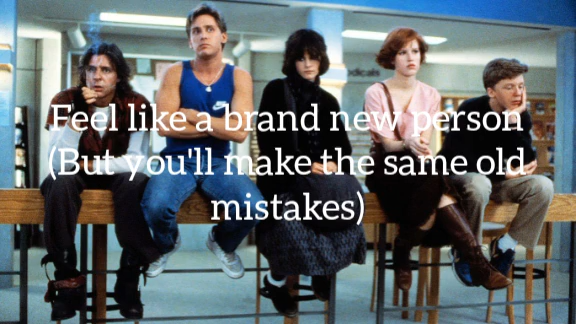 Feel like a brand new person
(But you'll make the same old
mistakes)